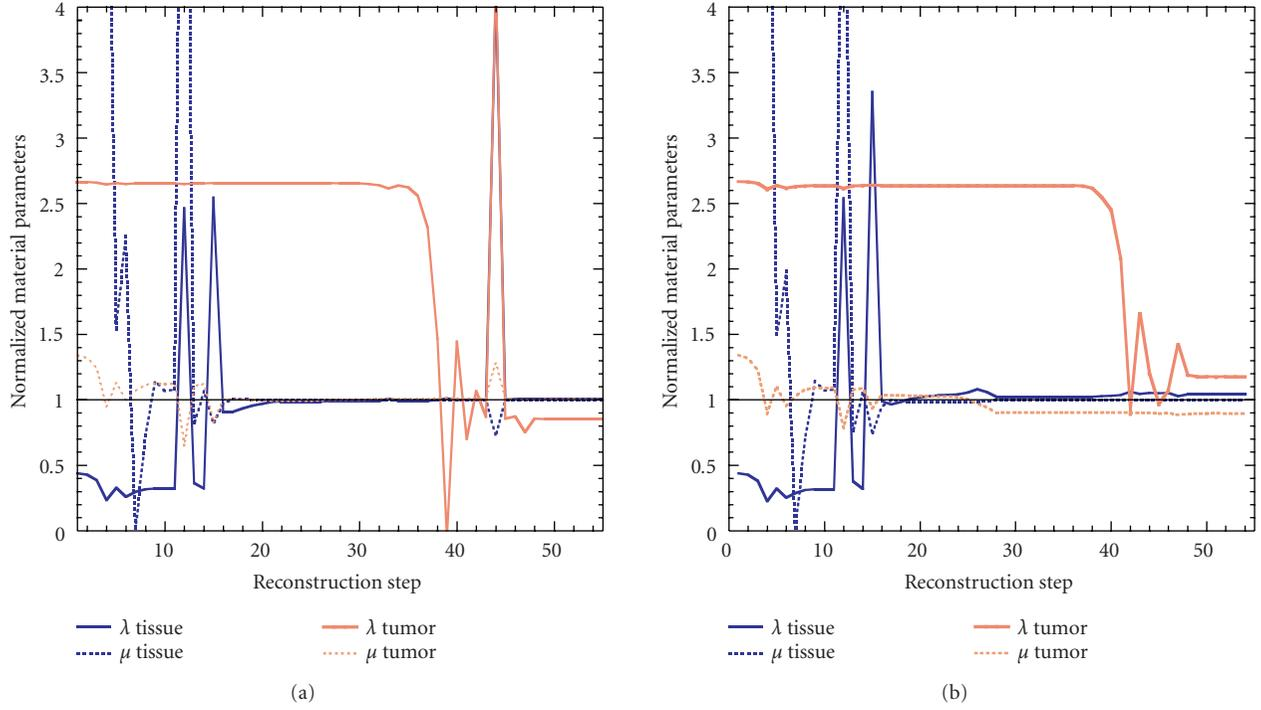 4
3.5
3
2.5
2
1.5
1
0.5
0
Normalized material parameters
10 20 30 40 50
Reconstruction step
λ tissue λ tumor
μ tissue μ tumor
(a)
4
3.5
3
2.5
2
1.5
1
0.5
0
Normalized material parameters
0 10 20 30 40 50
Reconstruction step
λ tissue λ tumor
μ tissue μ tumor
(b)